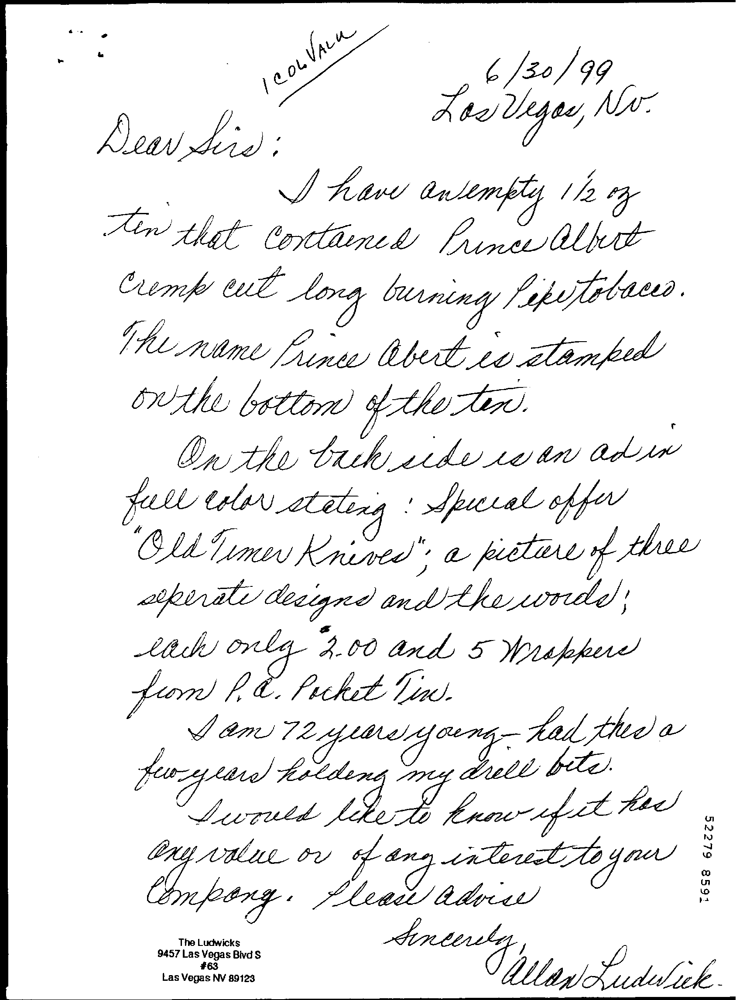 1 COL VALU
6/30/99
Las Vegas, Nv.
Dear Sirs:
I have an empty 1 1/2 oz
tin that contained Prince Albert
crimp cut long burning Pipe tobacco.
The name Prince Abert is stamped
on the bottom of the tin.
On the back side is an ad in
full color stating: Special offer
"Old Timer Knives"; a picture of three
seperate designs and the words;
each only $2.00 and 5 Wrappers
from P.A. Pocket Tin.
I am 72 years young - had this a
few years holding my drill bits.
I would like to know if it has
any value or of any interest to your
Company. Please advise
Sincerely,
Allan Ludwick.
The Ludwicks
9457 Las Vegas Blvd S
#63
Las Vegas NV 89123
52279 8591